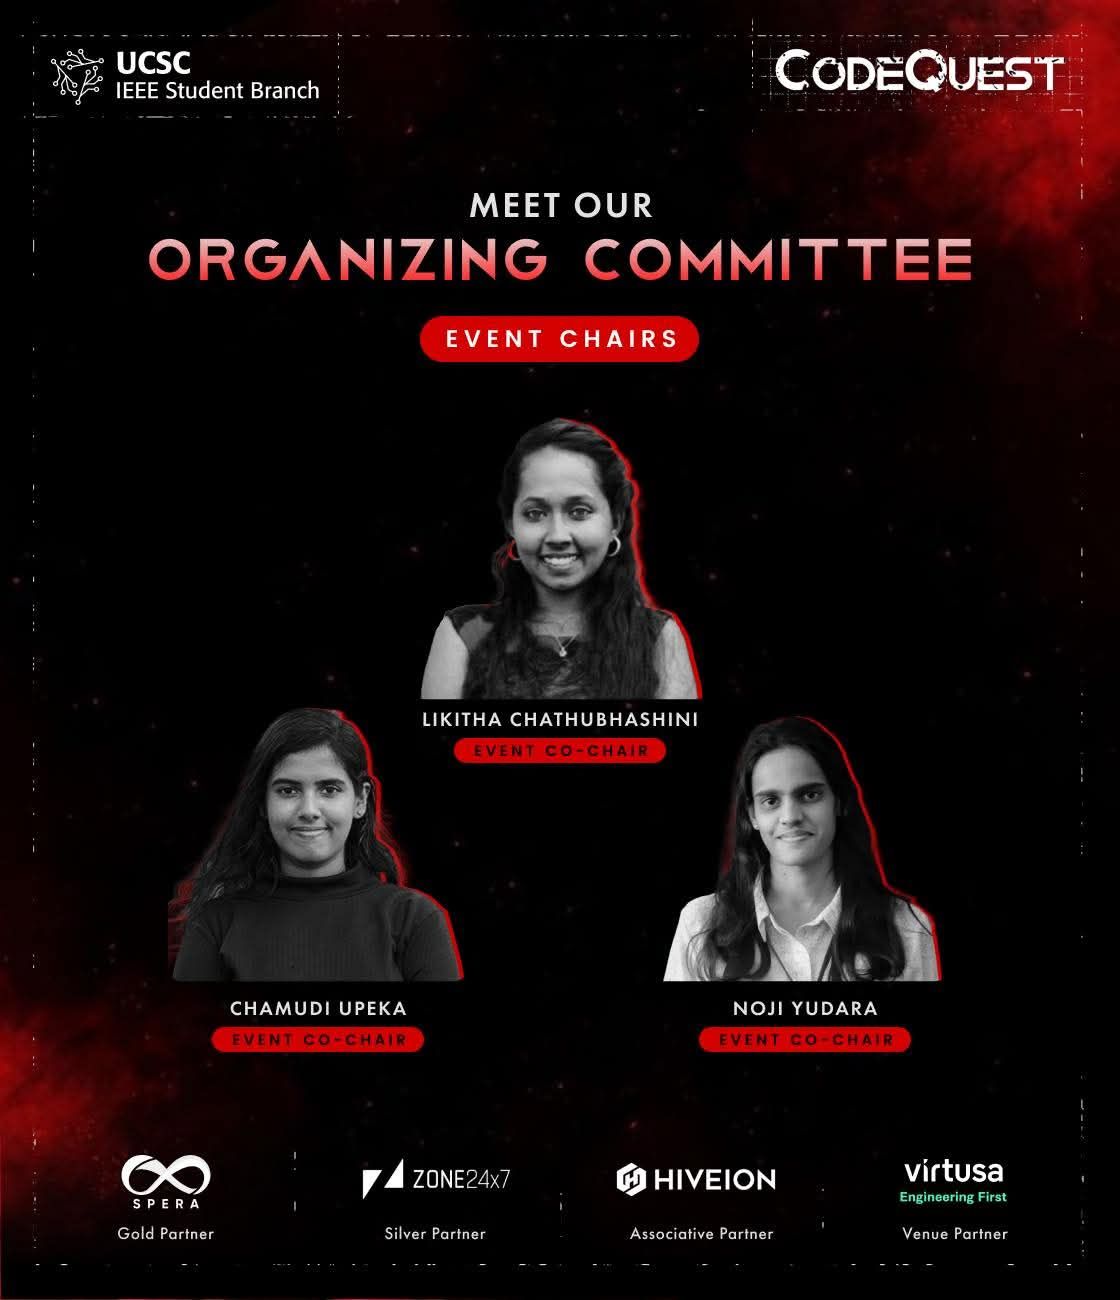 UCSC
IEEE Student Branch
CODEQUEST
MEET OUR
ORGANIZING COMMITTEE
EVENT CHAIRS
LIKITHA CHATHUBHASHINI
EVENT CO-CHAIR
CHAMUDI UPEKA
EVENT CO-CHAIR
NOJI YUDARA
EVENT CO-CHAIR
SPERA
Gold Partner
ZONE24x7
Silver Partner
HIVEION
Associative Partner
virtusa
Engineering First
Venue Partner